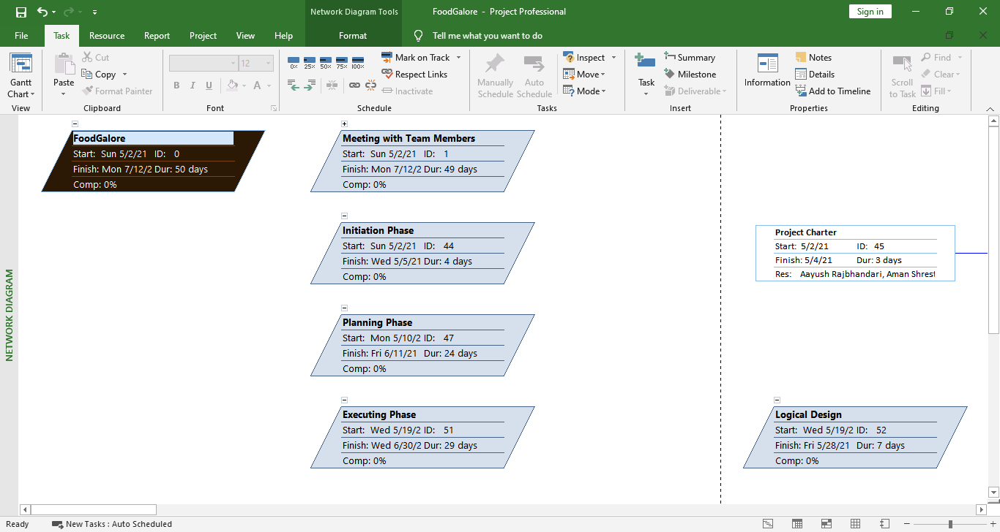 Network Diagram Tools
FoodGalore - Project Professional
Sign in
File Task Resource Report Project View Help Format Tell me what you want to do
Gantt Chart
View
Paste
Cut
Copy
Format Painter
Clipboard
12
B I U A
Font
0% 25% 50% 75% 100%
Mark on Track
Respect Links
Inactivate
Schedule
Manually Schedule
Auto Schedule
Inspect
Move
Mode
Tasks
Task
Summary
Milestone
Deliverable
Insert
Information
Notes
Details
Add to Timeline
Properties
Scroll to Task
Find
Clear
Fill
Editing
NETWORK DIAGRAM
FoodGalore
Start: Sun 5/2/21 ID: 0
Finish: Mon 7/12/2 Dur: 50 days
Comp: 0%
Meeting with Team Members
Start: Sun 5/2/21 ID: 1
Finish: Mon 7/12/2 Dur: 49 days
Comp: 0%
Initiation Phase
Start: Sun 5/2/21 ID: 44
Finish: Wed 5/5/21 Dur: 4 days
Comp: 0%
Project Charter
Start: 5/2/21 ID: 45
Finish: 5/4/21 Dur: 3 days
Res: Aayush Rajbhandari, Aman Shrest
Planning Phase
Start: Mon 5/10/2 ID: 47
Finish: Fri 6/11/21 Dur: 24 days
Comp: 0%
Executing Phase
Start: Wed 5/19/2 ID: 51
Finish: Wed 6/30/2 Dur: 29 days
Comp: 0%
Logical Design
Start: Wed 5/19/2 ID: 52
Finish: Fri 5/28/21 Dur: 7 days
Comp: 0%
Ready New Tasks : Auto Scheduled